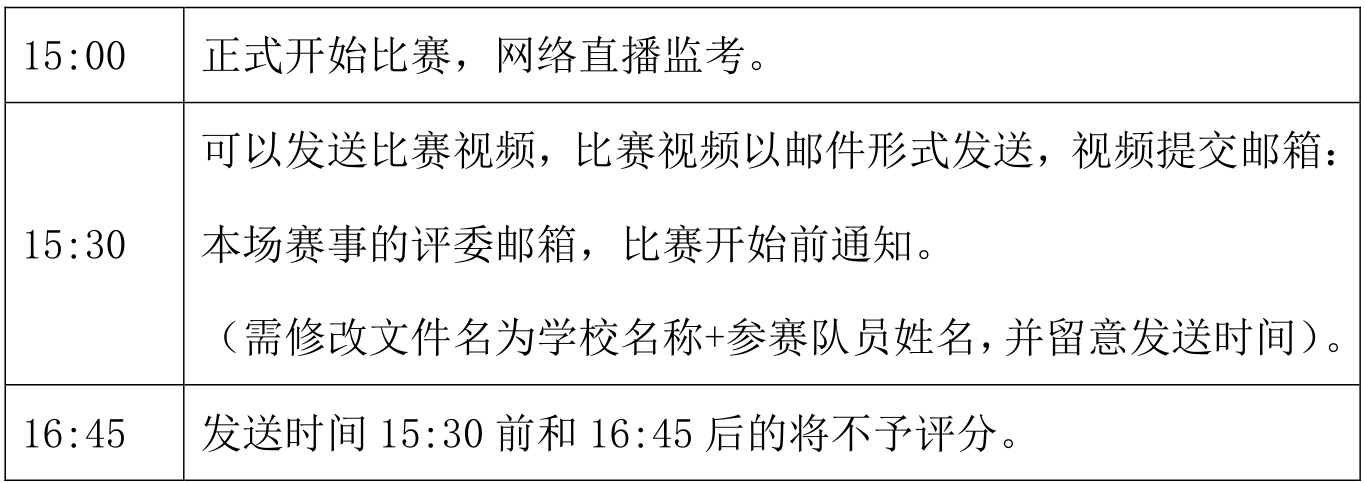 15:00
正式开始比赛，网络直播监考。
15:30
可以发送比赛视频，比赛视频以邮件形式发送，视频提交邮箱：
本场赛事的评委邮箱，比赛开始前通知。
（需修改文件名为学校名称+参赛队员姓名，并留意发送时间）。
16:45
发送时间 15:30 前和 16:45 后的将不予评分。